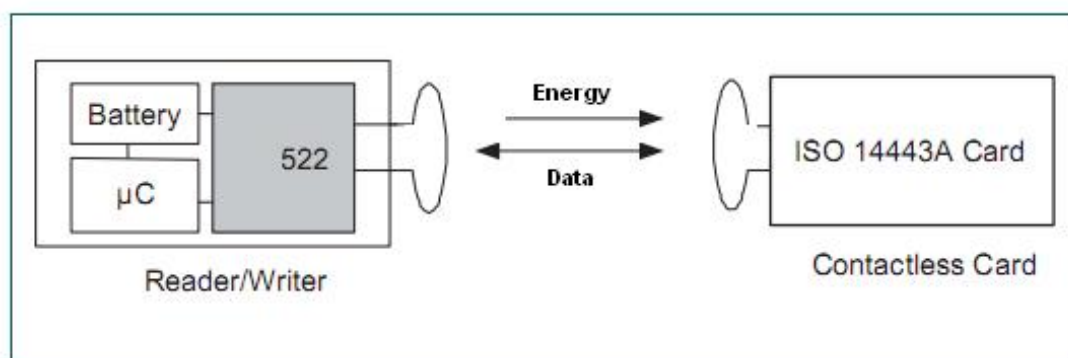 Battery
µC
522
Reader/Writer
Energy
Data
ISO 14443A Card
Contactless Card